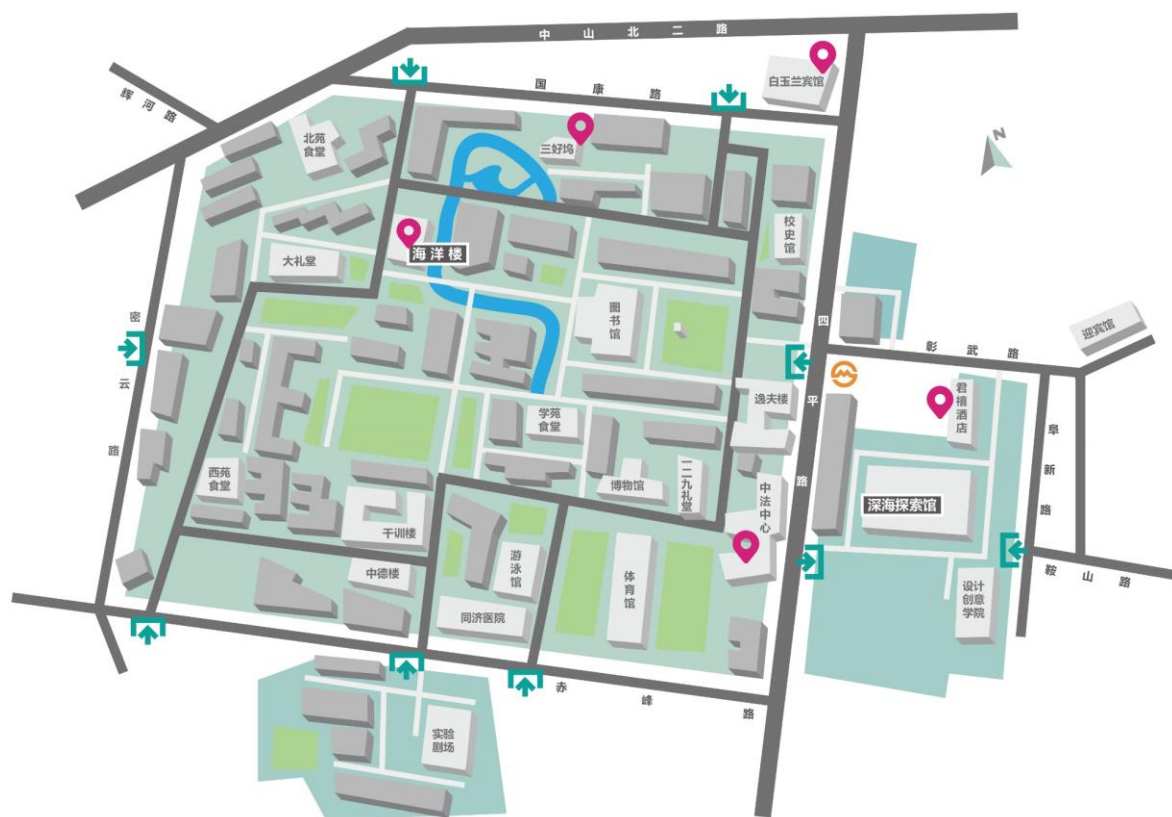 中山北二路
白玉兰宾馆
国康路
辉河路
北苑
食堂
三好坞
N
校史馆
海洋楼
大礼堂
图书馆
密云路
四平路
彰武路
迎宾馆
君禧酒店
逸夫楼
学苑
食堂
阜新路
西苑
食堂
博物馆
一二九礼堂
中法中心
深海探索馆
干训楼
游泳馆
体育馆
中德楼
鞍山路
设计
创意
学院
同济医院
赤峰路
实验
剧场